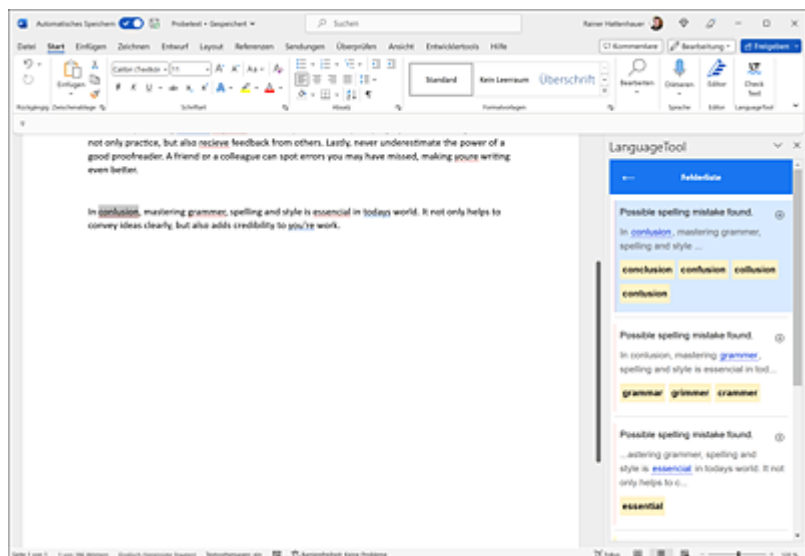 Automatisches Speichern
Probetext • Gespeichert
Suchen
Rainer Hattenhauer
Datei Start Einfügen Zeichnen Entwurf Layout Referenzen Sendungen Überprüfen Ansicht Entwicklertools Hilfe
Kommentare Bearbeitung Freigeben
Einfügen
11
F K U
Standard
Kein Leerraum
Überschrift
Bearbeiten
Diktieren
Editor
Check Text
Rückgängig Zwischenablage Schriftart Absatz Formatvorlagen Sprache Editor LanguageTool
not only practice, but also recieve feedback from others. Lastly, never underestimate the power of a
good proofreader. A friend or a colleague can spot errors you may have missed, making youre writing
even better.
In conlusion, mastering grammer, spelling and style is essencial in todays world. It not only helps to
convey ideas clearly, but also adds credibility to you're work.
LanguageTool
Fehlerliste
Possible spelling mistake found.
In conlusion, mastering grammer,
spelling and style ...
conclusion confusion collusion
contusion
Possible spelling mistake found.
In conlusion, mastering grammer,
spelling and style is essencial in tod...
grammar grimmer crammer
Possible spelling mistake found.
...astering grammer, spelling and
style is essencial in todays world. It not
only helps to c...
essential